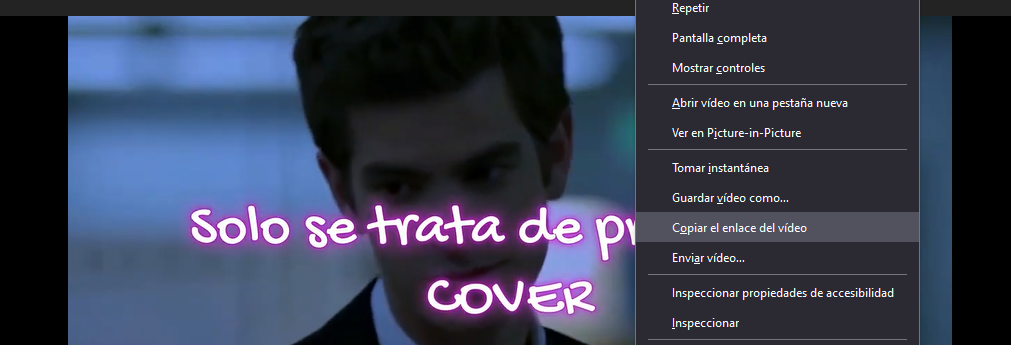 Repetir
Pantalla completa
Mostrar controles
Abrir vídeo en una pestaña nueva
Ver en Picture-in-Picture
Tomar instantánea
Guardar vídeo como...
Copiar el enlace del vídeo
Enviar vídeo...
Inspeccionar propiedades de accesibilidad
Inspeccionar
Solo se trata de
COVER